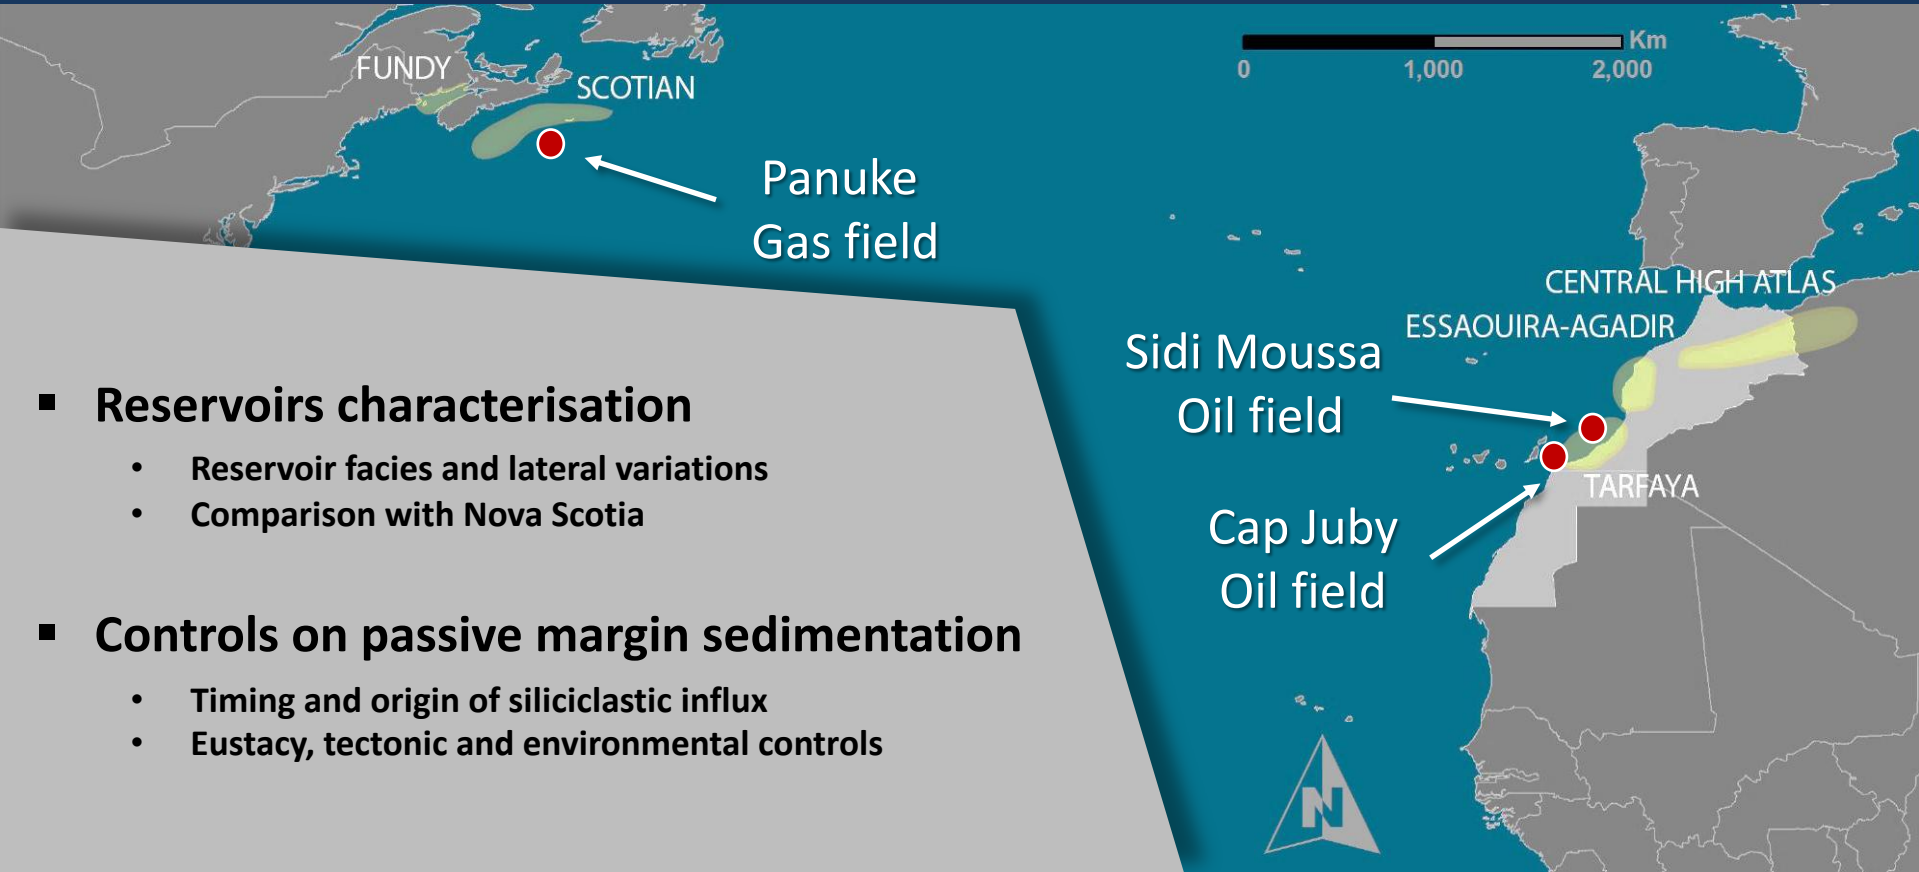 FUNDY
SCOTIAN
Km
0 1,000 2,000
Panuke
Gas field
CENTRAL HIGH ATLAS
ESSAOUIRA-AGADIR
Sidi Moussa
Oil field
TARFAYA
Cap Juby
Oil field
▪ Reservoirs characterisation
• Reservoir facies and lateral variations
• Comparison with Nova Scotia
▪ Controls on passive margin sedimentation
• Timing and origin of siliciclastic influx
• Eustacy, tectonic and environmental controls
N